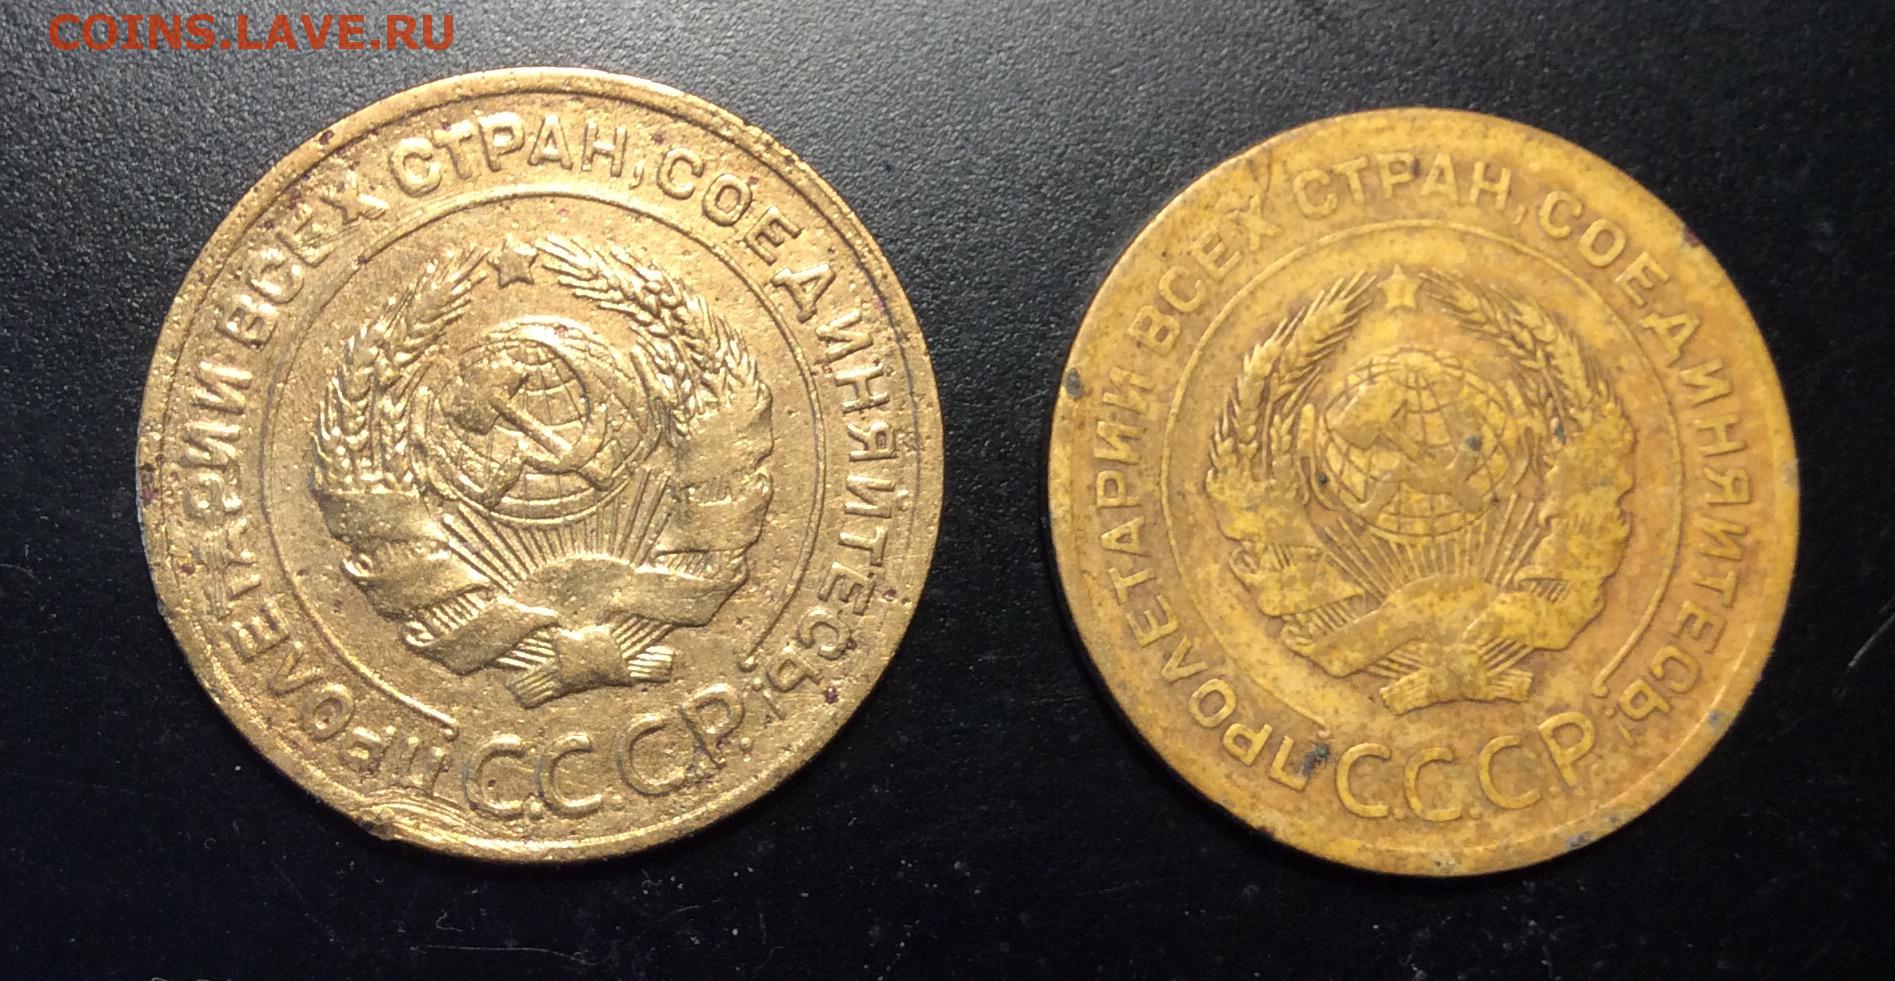 COINS.LAVE.RU
ПРОЛЕТАРИИ ВСЕХ СТРАН, СОЕДИНЯЙТЕСЬ!
С.С.С.Р.
ПРОЛЕТАРИИ ВСЕХ СТРАН, СОЕДИНЯЙТЕСЬ!
С.С.С.Р.